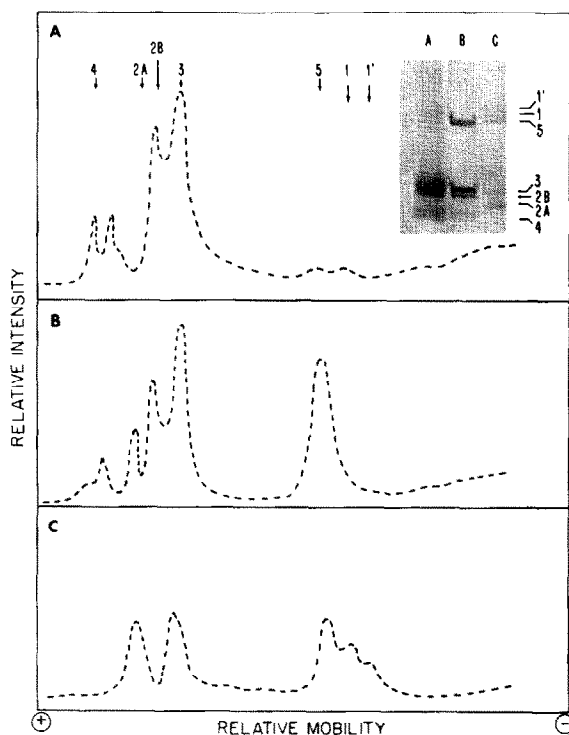 A
4
2A
2B
3
5
1
1'
A B C
1'
1
5
3
2B
2A
4
B
C
RELATIVE INTENSITY
⊕ RELATIVE MOBILITY ⊖